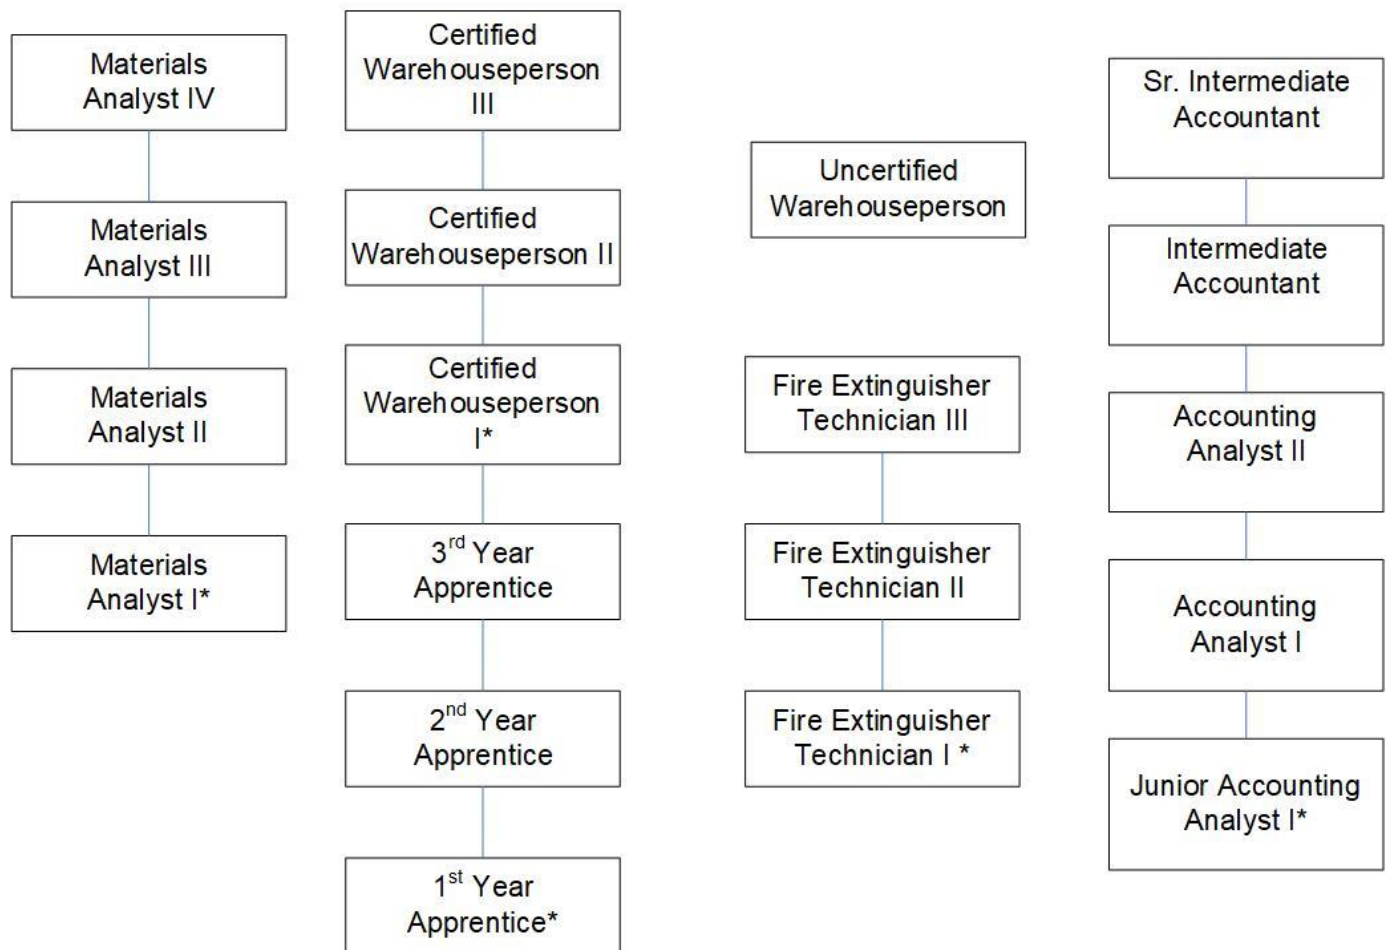 Materials
Analyst IV
Materials
Analyst III
Materials
Analyst II
Materials
Analyst I*
Certified
Warehouseperson
III
Certified
Warehouseperson II
Certified
Warehouseperson
I*
3rd Year
Apprentice
2nd Year
Apprentice
1st Year
Apprentice*
Uncertified
Warehouseperson
Fire Extinguisher
Technician III
Fire Extinguisher
Technician II
Fire Extinguisher
Technician I *
Sr. Intermediate
Accountant
Intermediate
Accountant
Accounting
Analyst II
Accounting
Analyst I
Junior Accounting
Analyst I*